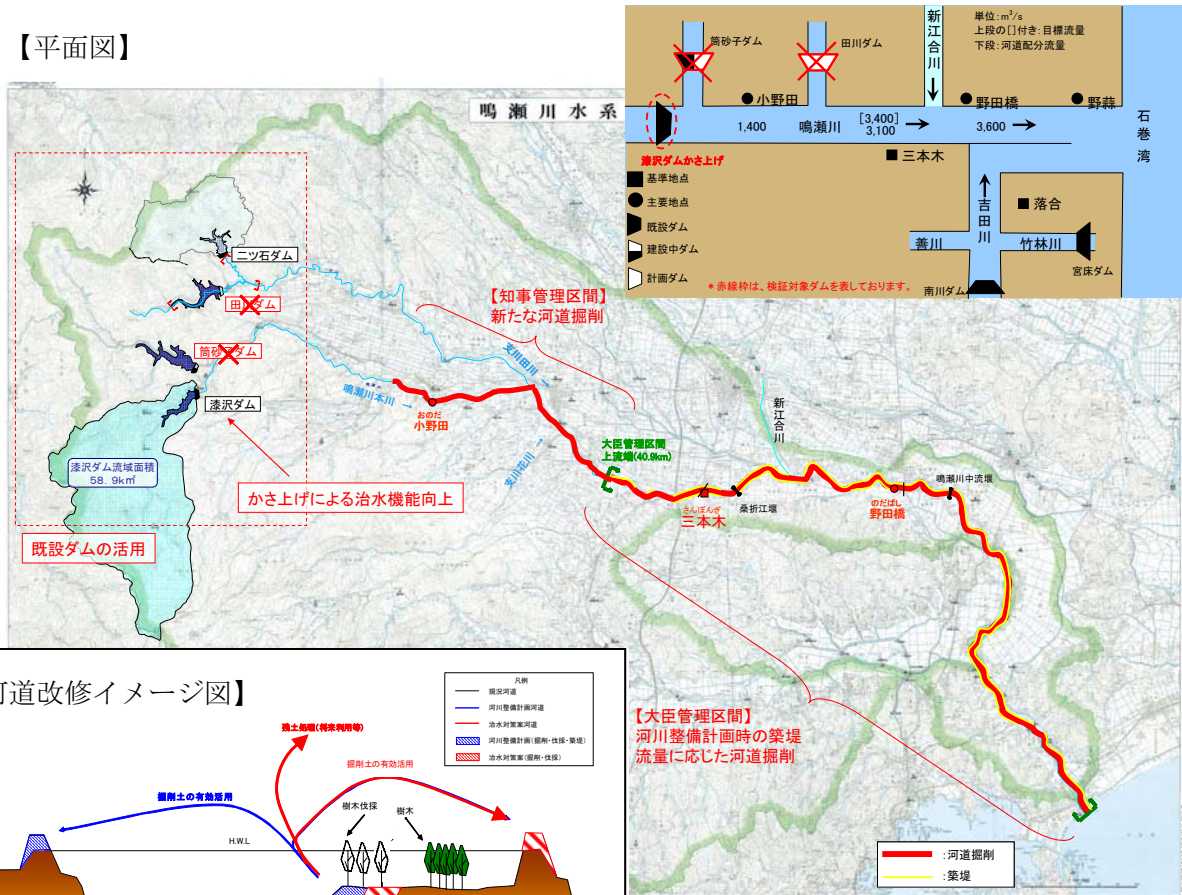 【平面図】
鳴瀬川水系
筒砂子ダム
田川ダム
新江合川
単位:m³/s
上段の[]付き:目標流量
下段:河道配分流量
小野田
野田橋
野蒜
1,400
鳴瀬川
[3,400]
3,100
3,600
石巻湾
漆沢ダムかさ上げ
三本木
基準地点
主要地点
既設ダム
建設中ダム
計画ダム
吉田川
落合
善川
竹林川
宮床ダム
南川ダム
*赤線枠は、検証対象ダムを表しております。
二ツ石ダム
筒砂子ダム
漆沢ダム
漆沢ダム流域面積
58.9km²
かさ上げによる治水機能向上
既設ダムの活用
【知事管理区間】
新たな河道掘削
支川田川
鳴瀬川本川
おのだ
小野田
支川花川
大臣管理区間
上流端(40.9km)
新江合川
さんぼんぎ
三本木
桑折江堰
のだばし
野田橋
鳴瀬川中流堰
【大臣管理区間】
河川整備計画時の築堤
流量に応じた河道掘削
:河道掘削
:築堤
河道改修イメージ図】
凡例
現況河道
河川整備計画河道
治水対策案河道
河川整備計画(掘削・伐採・築堤)
治水対策案(掘削・伐採)
残土処理(将来利用等)
掘削土の有効活用
掘削土の有効活用
樹木伐採
樹木
H.W.L